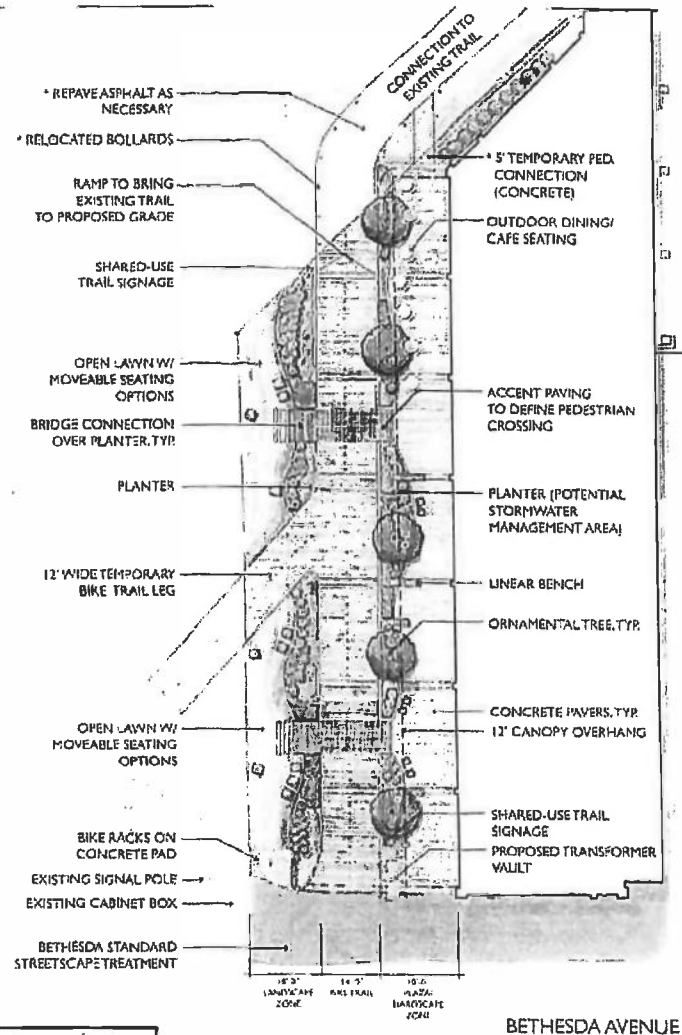 CONNECTION TO
EXISTING TRAIL
* REPAVE ASPHALT AS
NECESSARY
* RELOCATED BOLLARDS
RAMP TO BRING
EXISTING TRAIL
TO PROPOSED GRADE
SHARED-USE
TRAIL SIGNAGE
OPEN LAWN W/
MOVEABLE SEATING
OPTIONS
BRIDGE CONNECTION
OVER PLANTER, TYP.
PLANTER
12' WIDE TEMPORARY
BIKE TRAIL LEG
OPEN LAWN W/
MOVEABLE SEATING
OPTIONS
BIKE RACKS ON
CONCRETE PAD
EXISTING SIGNAL POLE
EXISTING CABINET BOX
BETHESDA STANDARD
STREETSCAPE TREATMENT
* 5' TEMPORARY PED.
CONNECTION
(CONCRETE)
OUTDOOR DINING/
CAFE SEATING
ACCENT PAVING
TO DEFINE PEDESTRIAN
CROSSING
PLANTER (POTENTIAL
STORMWATER
MANAGEMENT AREA)
LINEAR BENCH
ORNAMENTAL TREE, TYP.
CONCRETE PAVERS, TYP.
12' CANOPY OVERHANG
SHARED-USE TRAIL
SIGNAGE
PROPOSED TRANSFORMER
VAULT
LANDSCAPE
ZONE
BIKE TRAIL
PLAZA/
HARDSCAPE
ZONE
BETHESDA AVENUE